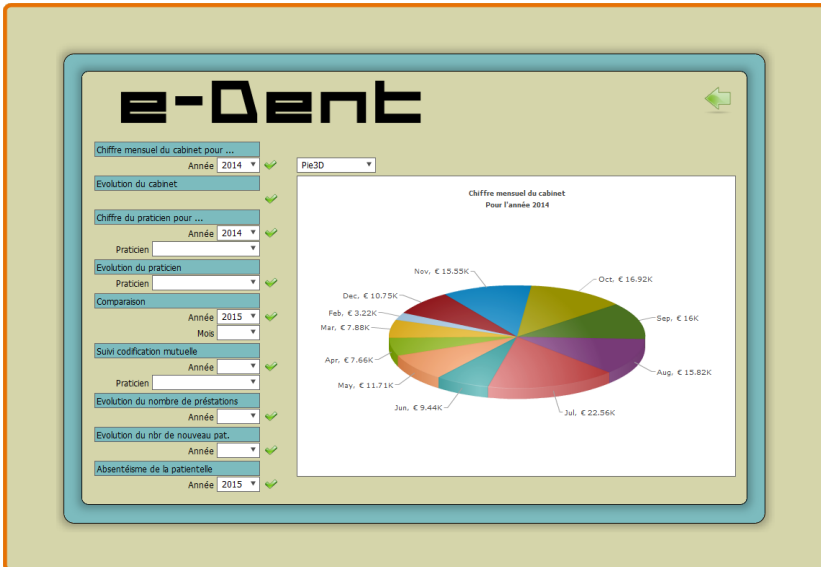 e-Dent
Chiffre mensuel du cabinet pour ...
Année 2014
Evolution du cabinet
Chiffre du praticien pour ...
Année 2014
Praticien
Evolution du praticien
Praticien
Comparaison
Année 2015
Mois
Suivi codification mutuelle
Année
Praticien
Evolution du nombre de préstations
Année
Evolution du nbr de nouveau pat.
Année
Absentéisme de la patientelle
Année 2015
Pie3D
Chiffre mensuel du cabinet
Pour l'année 2014
Nov, € 15.55K
Oct, € 16.92K
Dec, € 10.75K
Feb, € 3.22K
Sep, € 16K
Mar, € 7.88K
Apr, € 7.66K
Aug, € 15.82K
May, € 11.71K
Jun, € 9.44K
Jul, € 22.56K